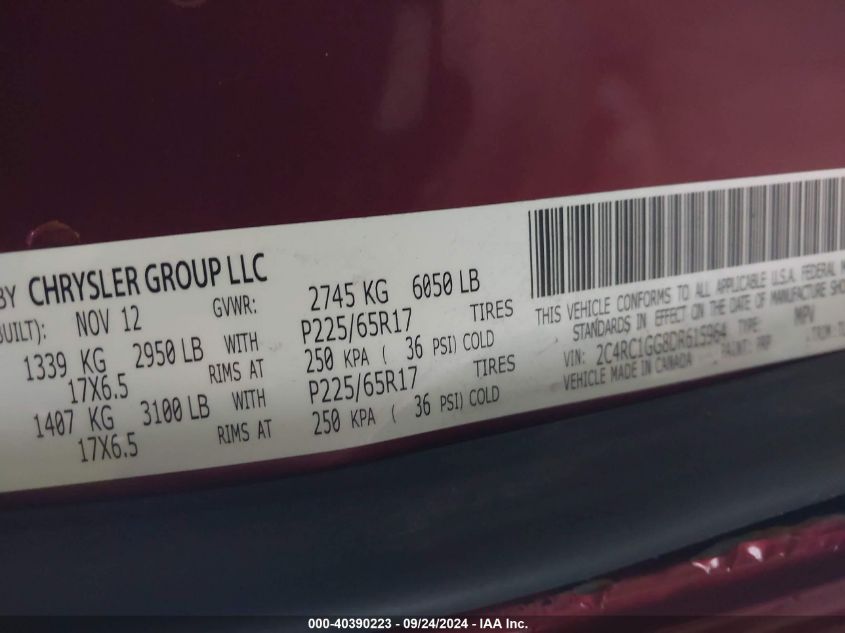 BY CHRYSLER GROUP LLC
BUILT): NOV 12 GVWR: 2745 KG 6050 LB
1339 KG 2950 LB WITH P225/65R17 TIRES
17X6.5 RIMS AT 250 KPA ( 36 PSI) COLD
1407 KG 3100 LB WITH P225/65R17 TIRES
17X6.5 RIMS AT 250 KPA ( 36 PSI) COLD
THIS VEHICLE CONFORMS TO ALL APPLICABLE U.S.A. FEDERAL M
STANDARDS IN EFFECT ON THE DATE OF MANUFACTURE SHO
VIN: 2C4RC1GG8DR615964 TYPE: MPV
VEHICLE MADE IN CANADA PAINT: PRP TRIM:
000-40390223 - 09/24/2024 - IAA Inc.